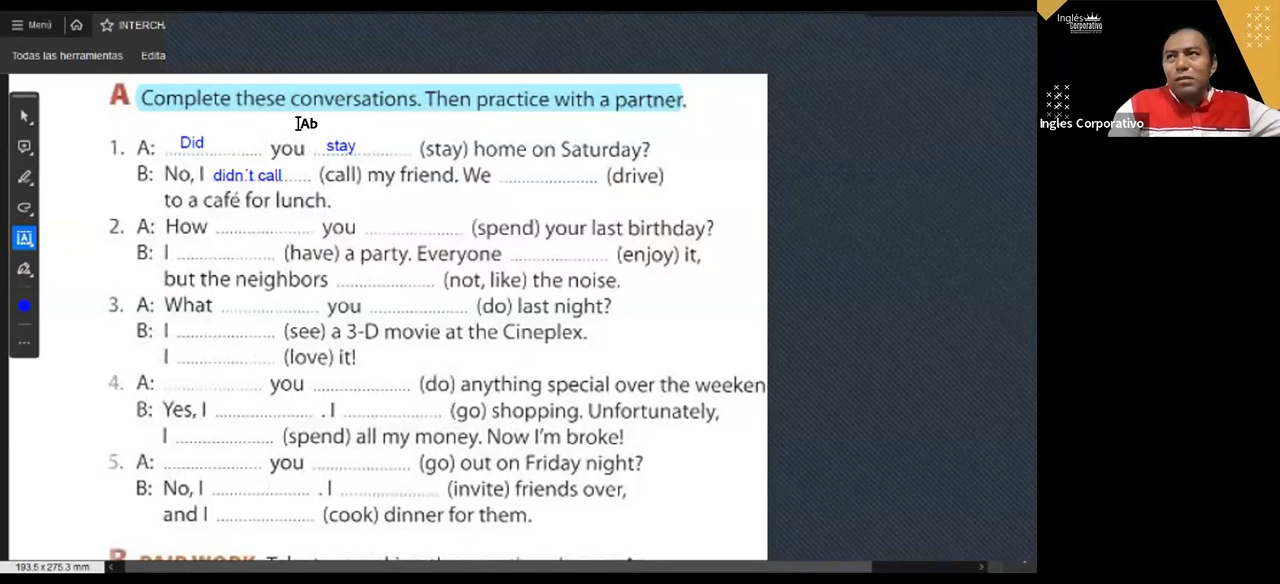 Menú INTERCH
Inglés
Corporativo
Todas las herramientas Edita
A Complete these conversations. Then practice with a partner.
Ab
1. A: Did you stay (stay) home on Saturday?
B: No, I didn't call (call) my friend. We (drive)
to a café for lunch.
2. A: How you (spend) your last birthday?
B: I (have) a party. Everyone (enjoy) it,
but the neighbors (not, like) the noise.
3. A: What you (do) last night?
B: I (see) a 3-D movie at the Cineplex.
I (love) it!
4. A: you (do) anything special over the weeken
B: Yes, I . I (go) shopping. Unfortunately,
I (spend) all my money. Now I'm broke!
5. A: you (go) out on Friday night?
B: No, I . I (invite) friends over,
and I (cook) dinner for them.
Ingles Corporativo
193.5 x 275.3 mm